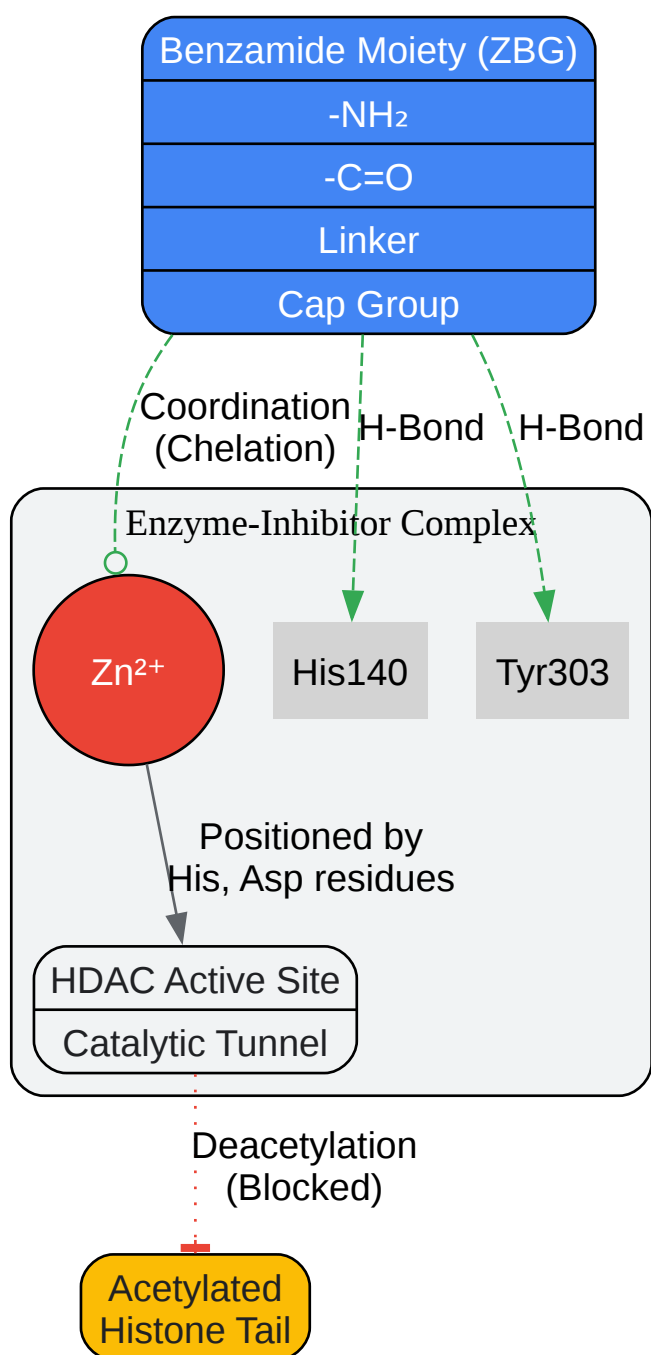 Benzamide Moiety (ZBG)
-NH₂
-C=O
Linker
Cap Group
Coordination
(Chelation)
H-Bond
H-Bond
Enzyme-Inhibitor Complex
Zn²⁺
His140
Tyr303
Positioned by
His, Asp residues
HDAC Active Site
Catalytic Tunnel
Deacetylation
(Blocked)
Acetylated
Histone Tail